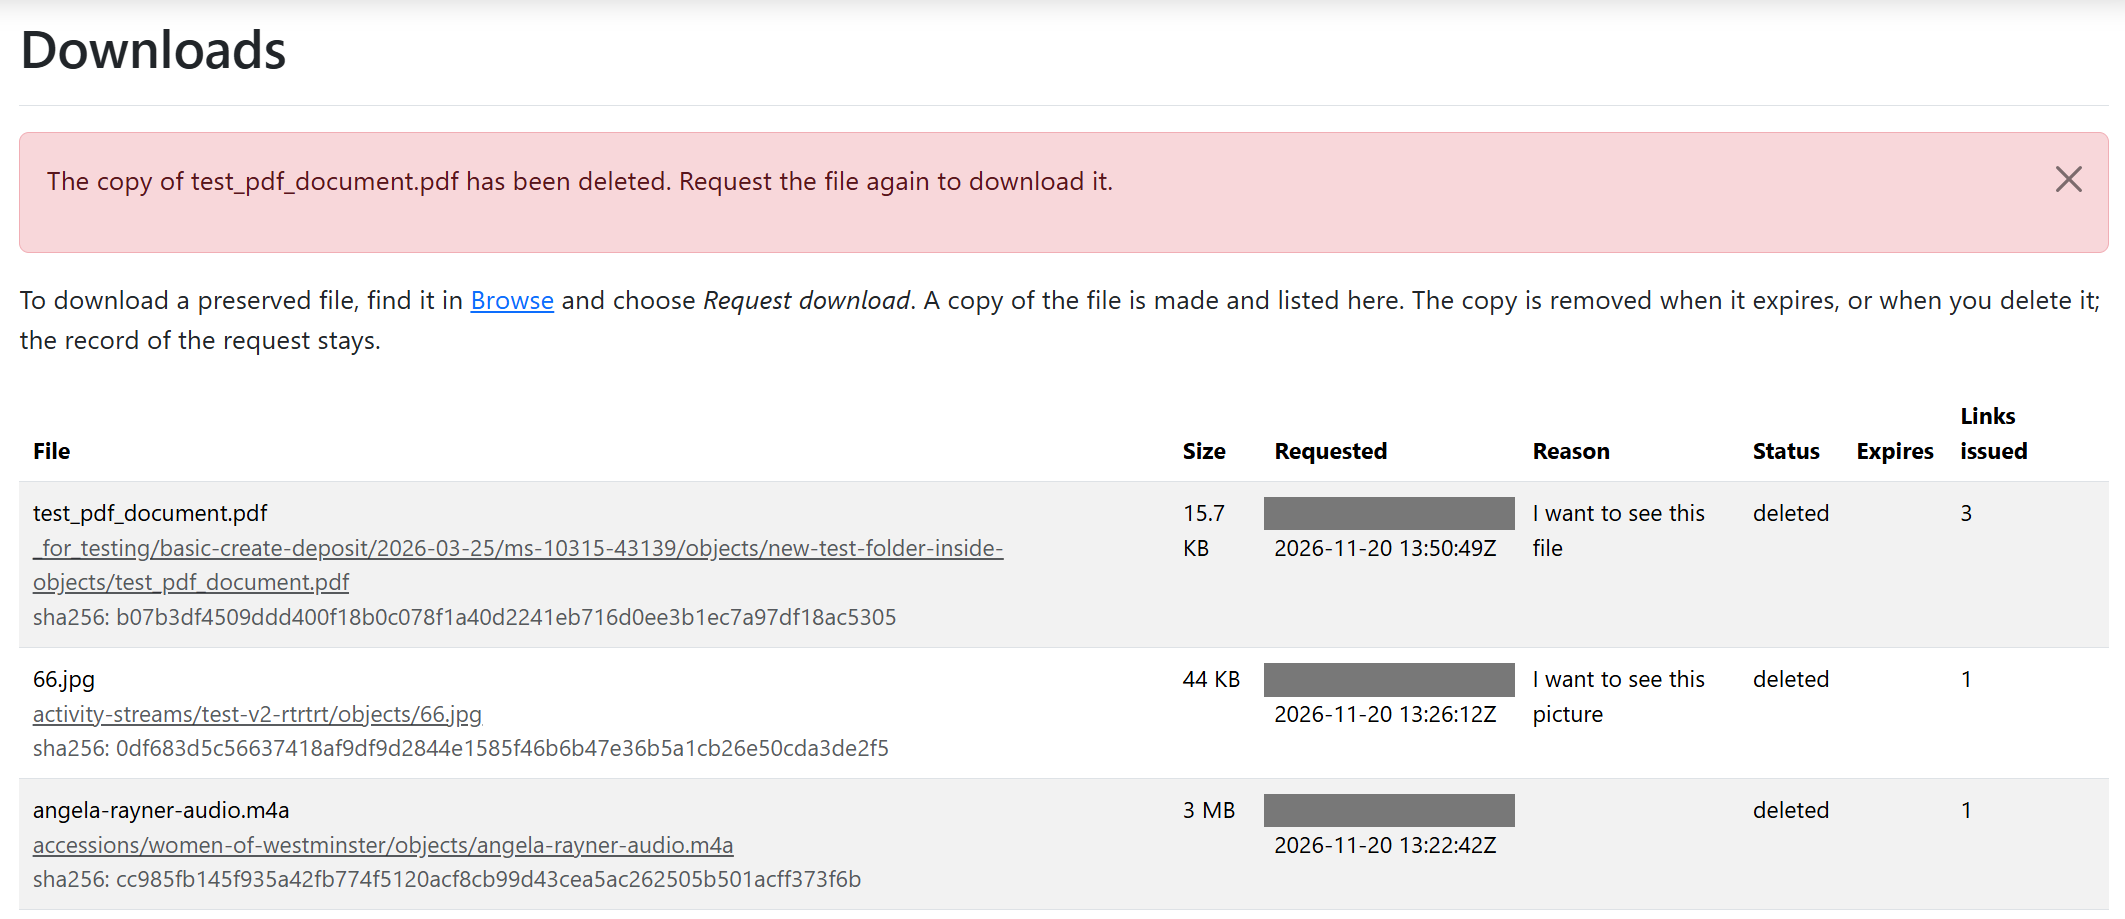 Downloads
The copy of test_pdf_document.pdf has been deleted. Request the file again to download it.
To download a preserved file, find it in Browse and choose Request download. A copy of the file is made and listed here. The copy is removed when it expires, or when you delete it;
the record of the request stays.
File Size Requested Reason Status Expires Links issued
test_pdf_document.pdf 15.7 I want to see this deleted 3
_for_testing/basic-create-deposit/2026-03-25/ms-10315-43139/objects/new-test-folder-inside- KB 2026-11-20 13:50:49Z file
objects/test_pdf_document.pdf
sha256: b07b3df4509ddd400f18b0c078f1a40d2241eb716d0ee3b1ec7a97df18ac5305
66.jpg 44 KB I want to see this deleted 1
activity-streams/test-v2-rtrtrt/objects/66.jpg 2026-11-20 13:26:12Z picture
sha256: 0df683d5c56637418af9df9d2844e1585f46b6b47e36b5a1cb26e50cda3de2f5
angela-rayner-audio.m4a 3 MB deleted 1
accessions/women-of-westminster/objects/angela-rayner-audio.m4a 2026-11-20 13:22:42Z
sha256: cc985fb145f935a42fb774f5120acf8cb99d43cea5ac262505b501acff373f6b